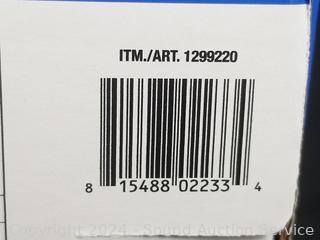 ITM./ART. 1299220
8 15488 02233 4
Copyright 2024 - Sound Auction Service